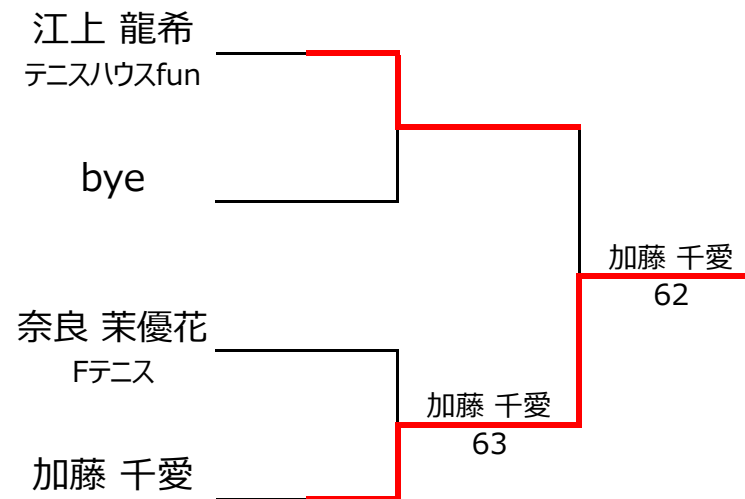 江上 龍希
テニスハウスfun
bye
加藤 千愛
62
奈良 茉優花
Fテニス
加藤 千愛
63
加藤 千愛